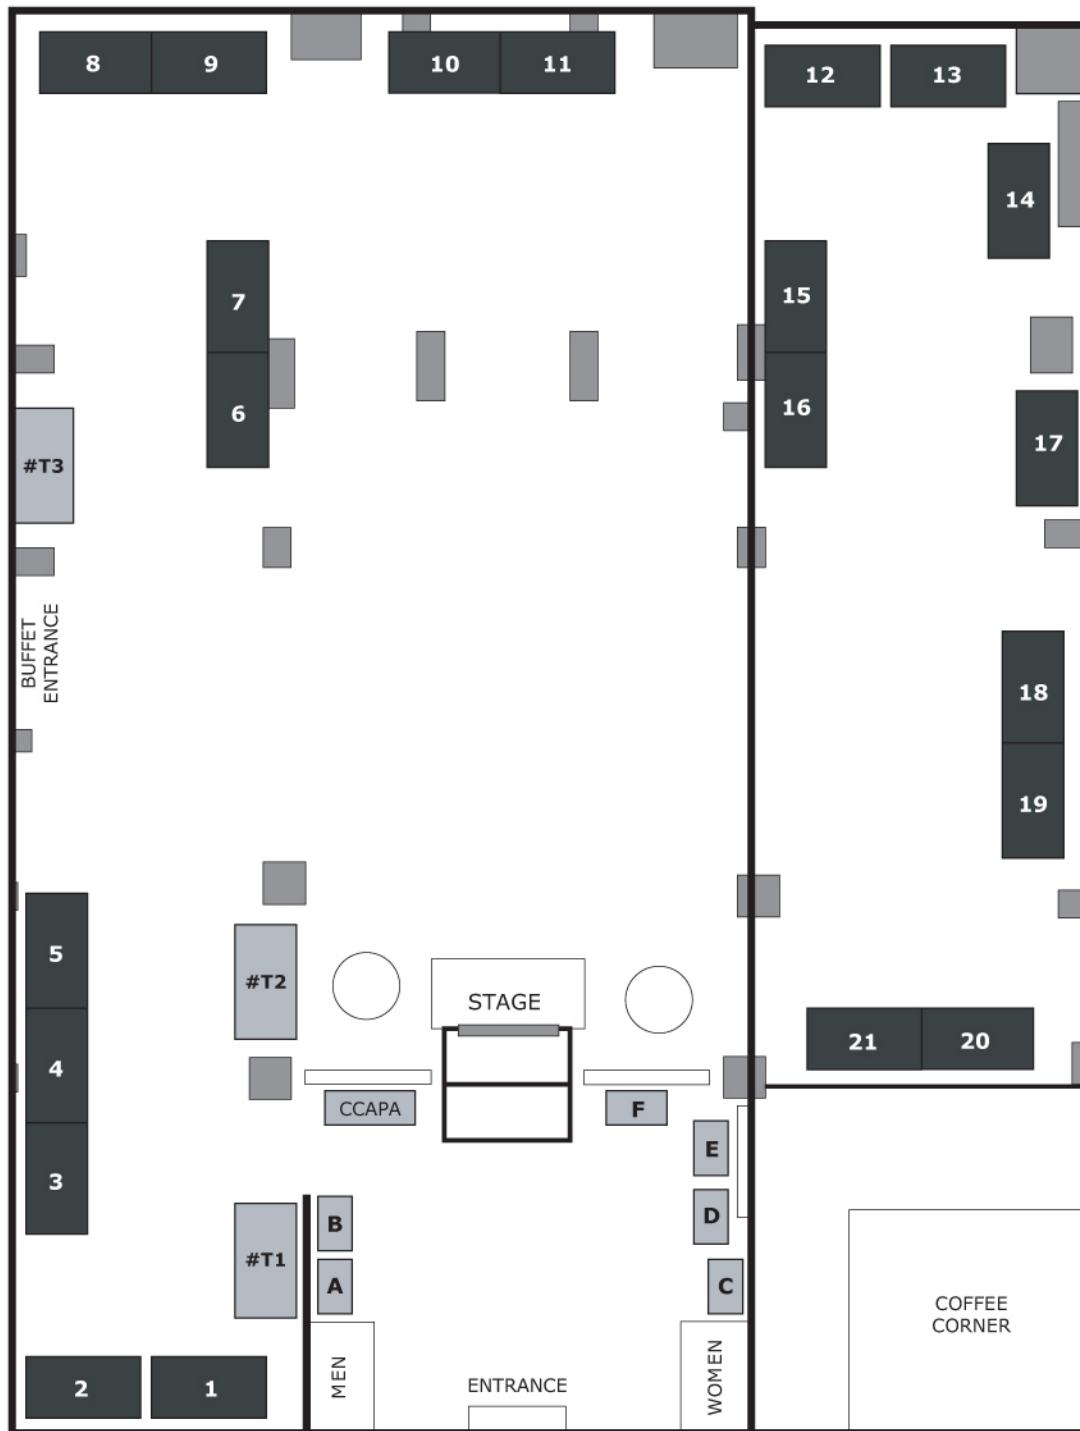 8
9
10
11
12
13
14
7
15
6
16
17
#T3
BUFFET
ENTRANCE
18
19
5
#T2
STAGE
4
21
20
CCAPA
F
E
3
B
D
#T1
A
C
COFFEE
CORNER
2
1
MEN
ENTRANCE
WOMEN